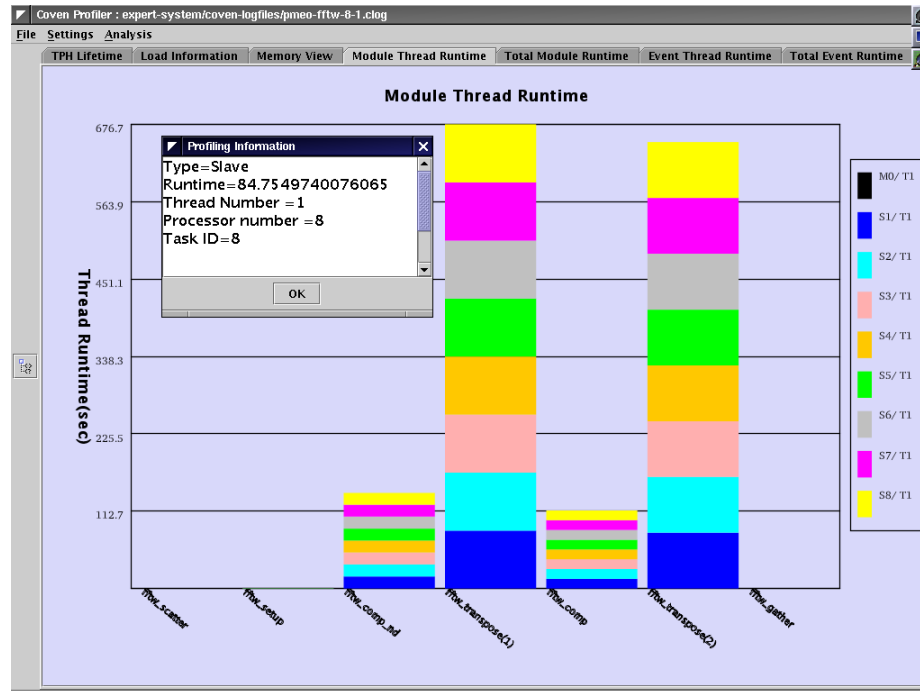 Coven Profiler : expert-system/coven-logfiles/pmeo-fftw-8-1.clog
File Settings Analysis
TPH Lifetime Load Information Memory View Module Thread Runtime Total Module Runtime Event Thread Runtime Total Event Runtime
Module Thread Runtime
676.7
563.9
451.1
338.3
225.5
112.7
Thread Runtime(sec)
Profiling Information
Type=Slave
Runtime=84.7549740076065
Thread Number =1
Processor number =8
Task ID=8
OK
M0/ T1
S1/ T1
S2/ T1
S3/ T1
S4/ T1
S5/ T1
S6/ T1
S7/ T1
S8/ T1
fftw_scatter
fftw_setup
fftw_comp_nd
fftw_transpose(1)
fftw_comp
fftw_transpose(2)
fftw_gather